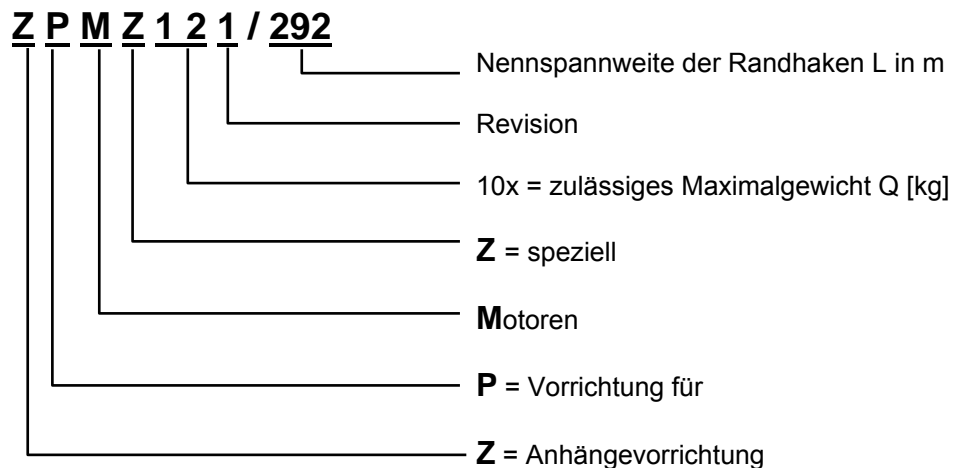 Z P M Z 1 2 1 / 292
Nennspannweite der Randhaken L in m
Revision
10x = zulässiges Maximalgewicht Q [kg]
Z = speziell
Motoren
P = Vorrichtung für
Z = Anhängevorrichtung